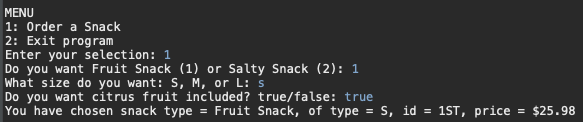 MENU
1: Order a Snack
2: Exit program
Enter your selection: 1
Do you want Fruit Snack (1) or Salty Snack (2): 1
What size do you want: S, M, or L: s
Do you want citrus fruit included? true/false: true
You have chosen snack type = Fruit Snack, of type = S, id = 1ST, price = $25.98